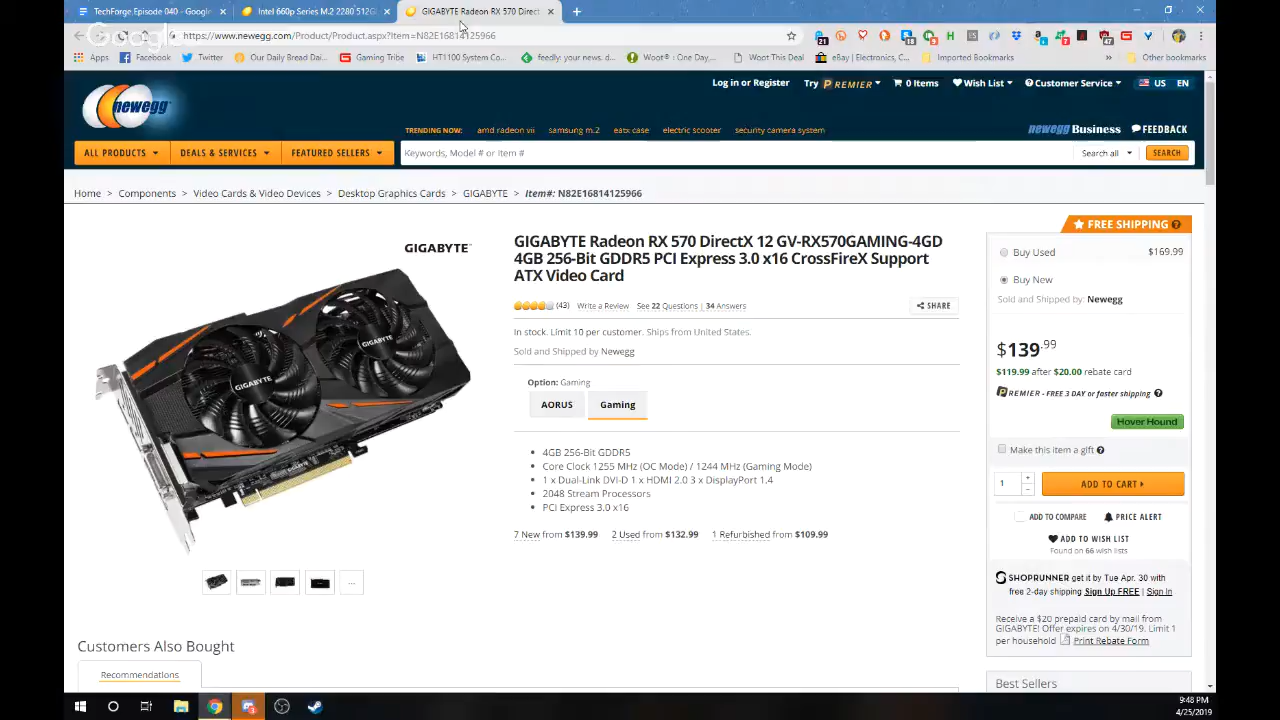 TechForge.Episode 040 - Google
Intel 660p Series M.2 2280 512G
GIGABYTE Radeon RX 570 Direct
Google
https://www.newegg.com/Product/Product.aspx?Item=N82E16814125966
Apps
Facebook
Twitter
Our Daily Bread Dai...
Gaming Tribe
HT1100 System Co...
feedly: your news. d...
Woot® : One Day,...
Woot This Deal
eBay | Electronics, C...
Imported Bookmarks
»
Other bookmarks
newegg
Log in or Register
Try PREMIER
0 Items
Wish List
Customer Service
US EN
TRENDING NOW: amd radeon vii samsung m.2 eatx case electric scooter security camera system
newegg Business
FEEDBACK
ALL PRODUCTS
DEALS & SERVICES
FEATURED SELLERS
Keywords, Model # or Item #
Search all
SEARCH
Home > Components > Video Cards & Video Devices > Desktop Graphics Cards > GIGABYTE > Item#: N82E16814125966
GIGABYTE™
GIGABYTE
GIGABYTE
GIGABYTE Radeon RX 570 DirectX 12 GV-RX570GAMING-4GD
4GB 256-Bit GDDR5 PCI Express 3.0 x16 CrossFireX Support
ATX Video Card
(43) Write a Review See 22 Questions | 34 Answers
SHARE
In stock. Limit 10 per customer. Ships from United States.
Sold and Shipped by Newegg
Option: Gaming
AORUS
Gaming
• 4GB 256-Bit GDDR5
• Core Clock 1255 MHz (OC Mode) / 1244 MHz (Gaming Mode)
• 1 x Dual-Link DVI-D 1 x HDMI 2.0 3 x DisplayPort 1.4
• 2048 Stream Processors
• PCI Express 3.0 x16
7 New from $139.99 2 Used from $132.99 1 Refurbished from $109.99
...
FREE SHIPPING
Buy Used $169.99
Buy New
Sold and Shipped by: Newegg
$139.99
$119.99 after $20.00 rebate card
PREMIER - FREE 3 DAY or faster shipping
Hover Hound
Make this item a gift
1
ADD TO CART
ADD TO COMPARE
PRICE ALERT
ADD TO WISH LIST
Found on 66 wish lists
SHOPRUNNER get it by Tue Apr. 30 with
free 2-day shipping Sign Up FREE | Sign In
Receive a $20 prepaid card by mail from
GIGABYTE! Offer expires on 4/30/19. Limit 1
per household Print Rebate Form
Customers Also Bought
Recommendations
Best Sellers
9:48 PM
4/25/2019